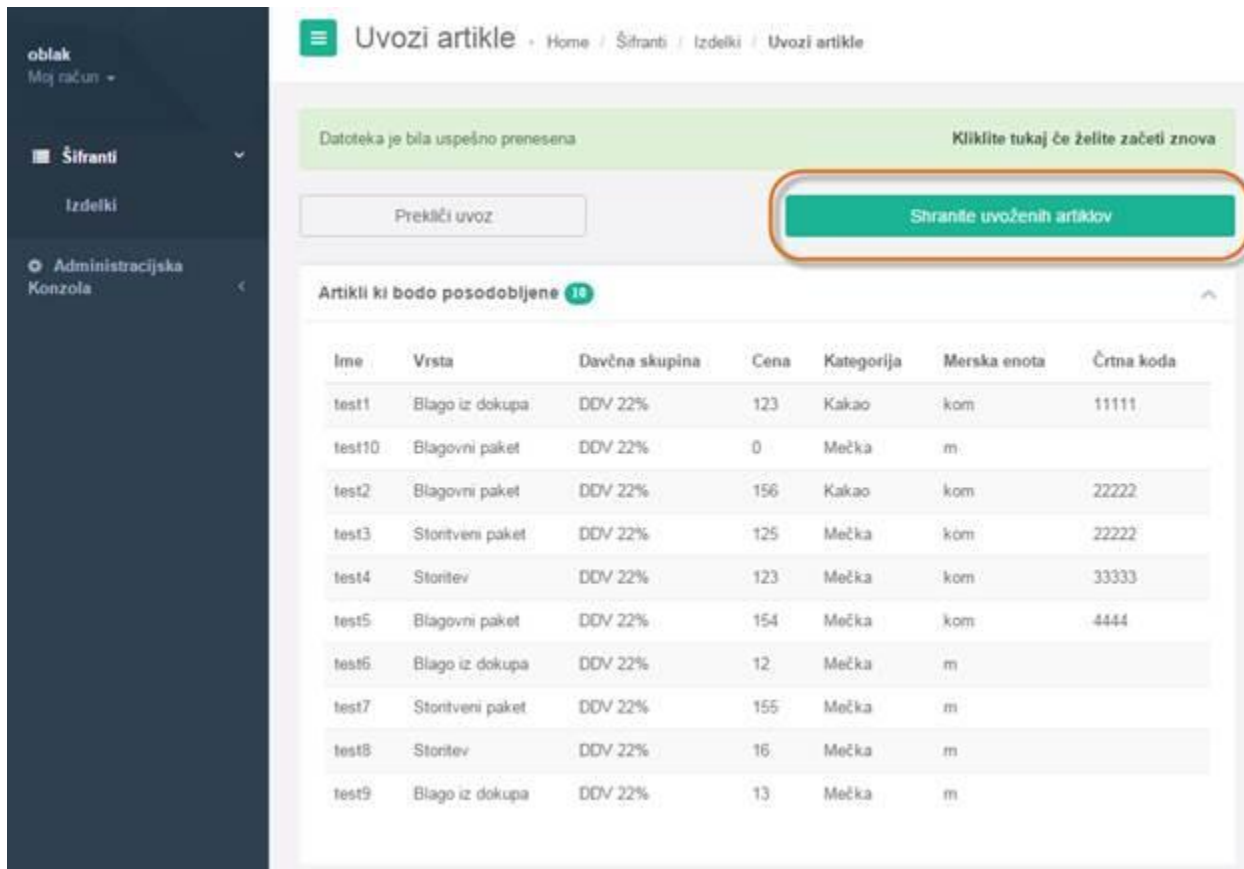 oblak
Moj račun
Šifranti
Izdelki
Administracijska
Konzola
Uvozi artikle - Home / Šifranti / Izdelki / Uvozi artikle
Datoteka je bila uspešno prenesena Kliklite tukaj če želite začeti znova
Prekliči uvoz Shranite uvoženih artiklov
Artikli ki bodo posodobljene 10
Ime Vrsta Davčna skupina Cena Kategorija Merska enota Črtna koda
test1 Blago iz dokupa DDV 22% 123 Kakao kom 11111
test10 Blagovni paket DDV 22% 0 Mečka m
test2 Blagovni paket DDV 22% 156 Kakao kom 22222
test3 Storitveni paket DDV 22% 125 Mečka kom 22222
test4 Storitev DDV 22% 123 Mečka kom 33333
test5 Blagovni paket DDV 22% 154 Mečka kom 4444
test6 Blago iz dokupa DDV 22% 12 Mečka m
test7 Storitveni paket DDV 22% 155 Mečka m
test8 Storitev DDV 22% 16 Mečka m
test9 Blago iz dokupa DDV 22% 13 Mečka m